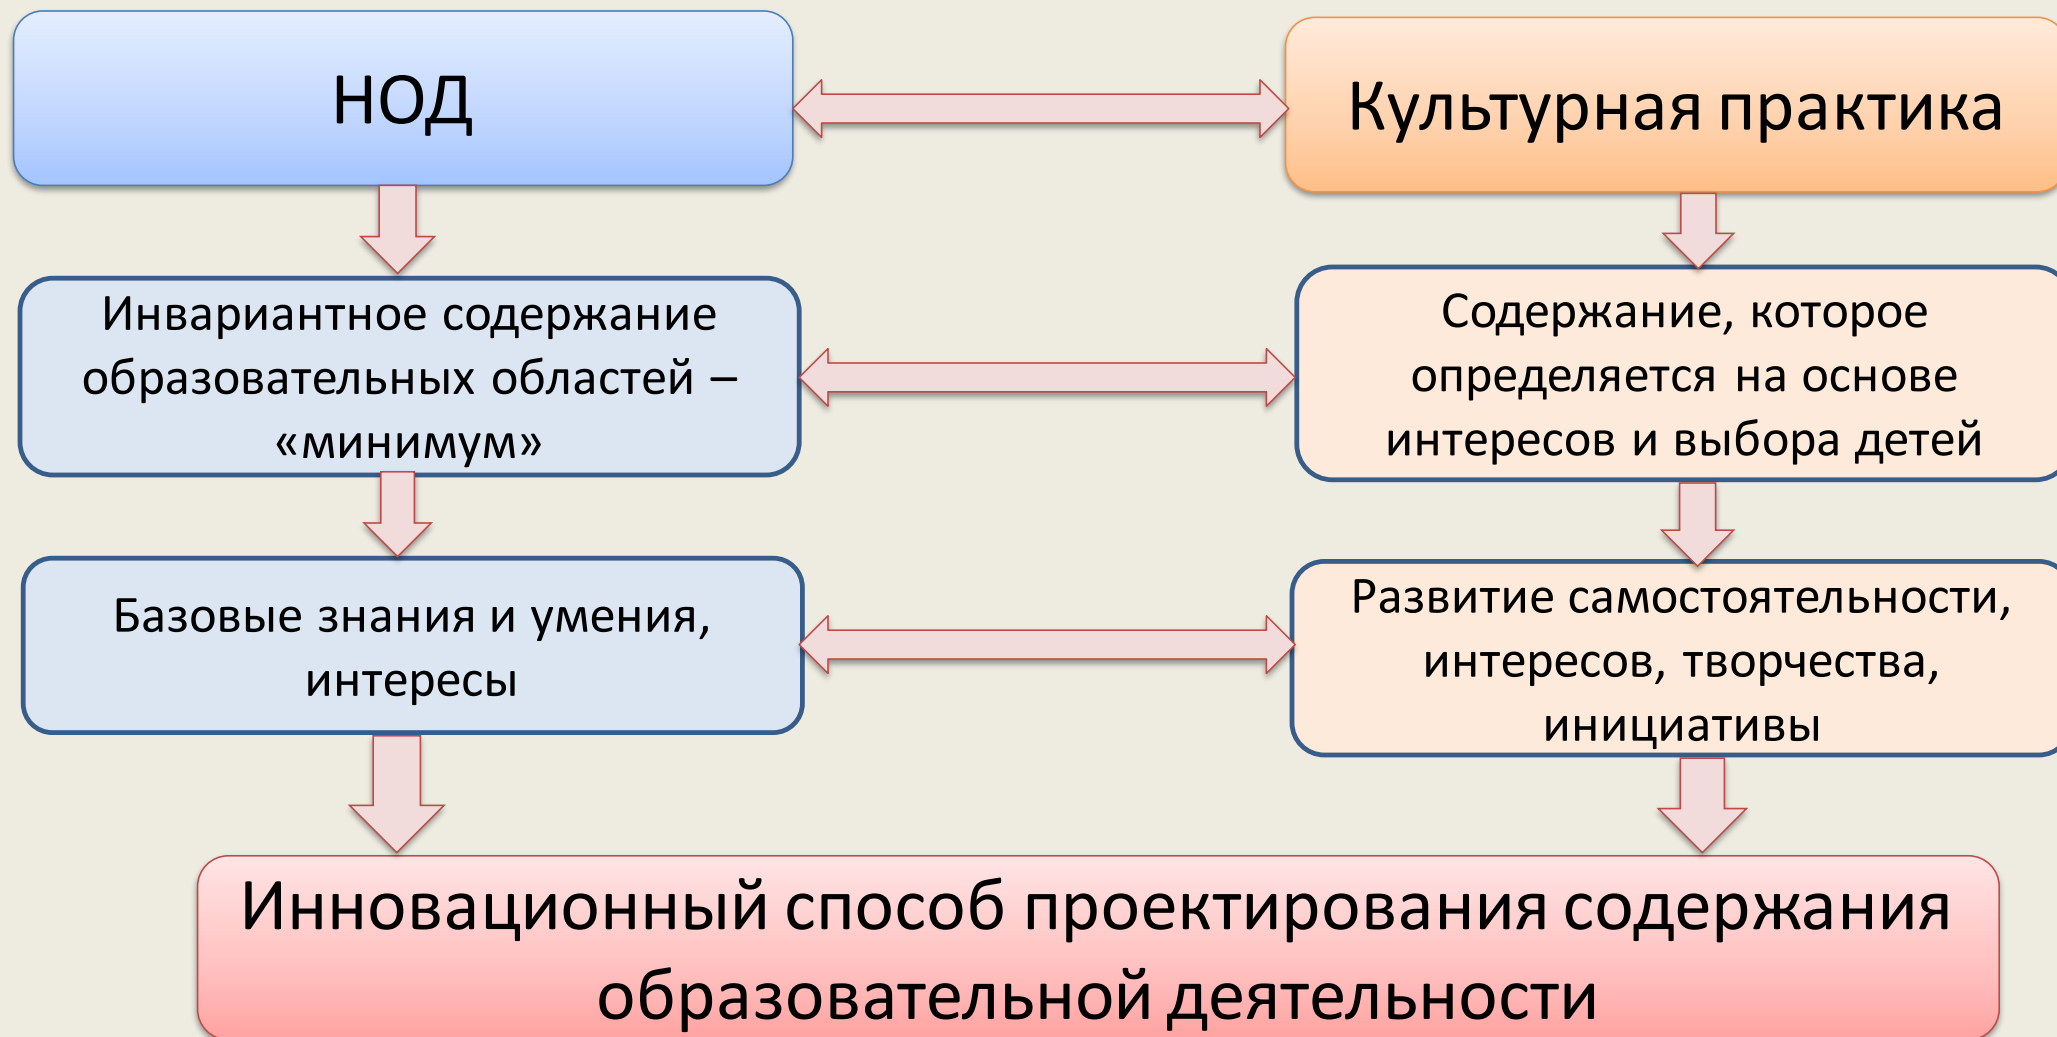 НОД
Культурная практика
Инвариантное содержание
образовательных областей –
«минимум»
Содержание, которое
определяется на основе
интересов и выбора детей
Базовые знания и умения,
интересы
Развитие самостоятельности,
интересов, творчества,
инициативы
Инновационный способ проектирования содержания
образовательной деятельности